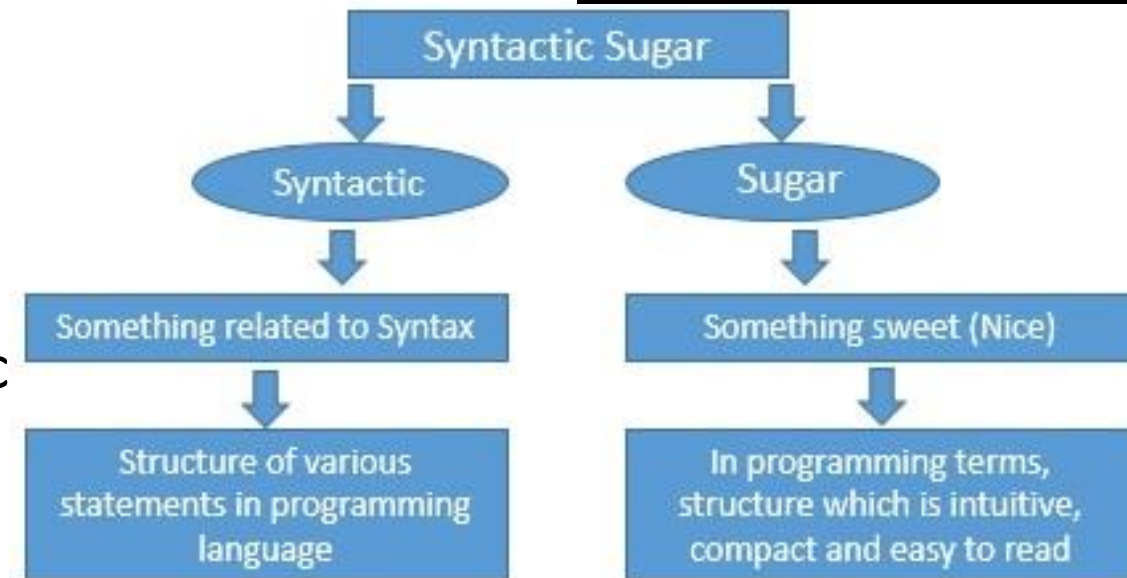 Syntactic Sugar
Syntactic
Sugar
Something related to Syntax
Something sweet (Nice)
Structure of various
statements in programming
language
In programming terms,
structure which is intuitive,
compact and easy to read